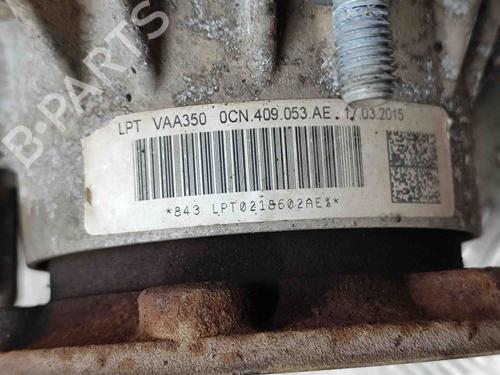 LPT VAA350 0CN.409.053.AE 17.03.2015
*843 LPT0218602AE%*
B-PARTS